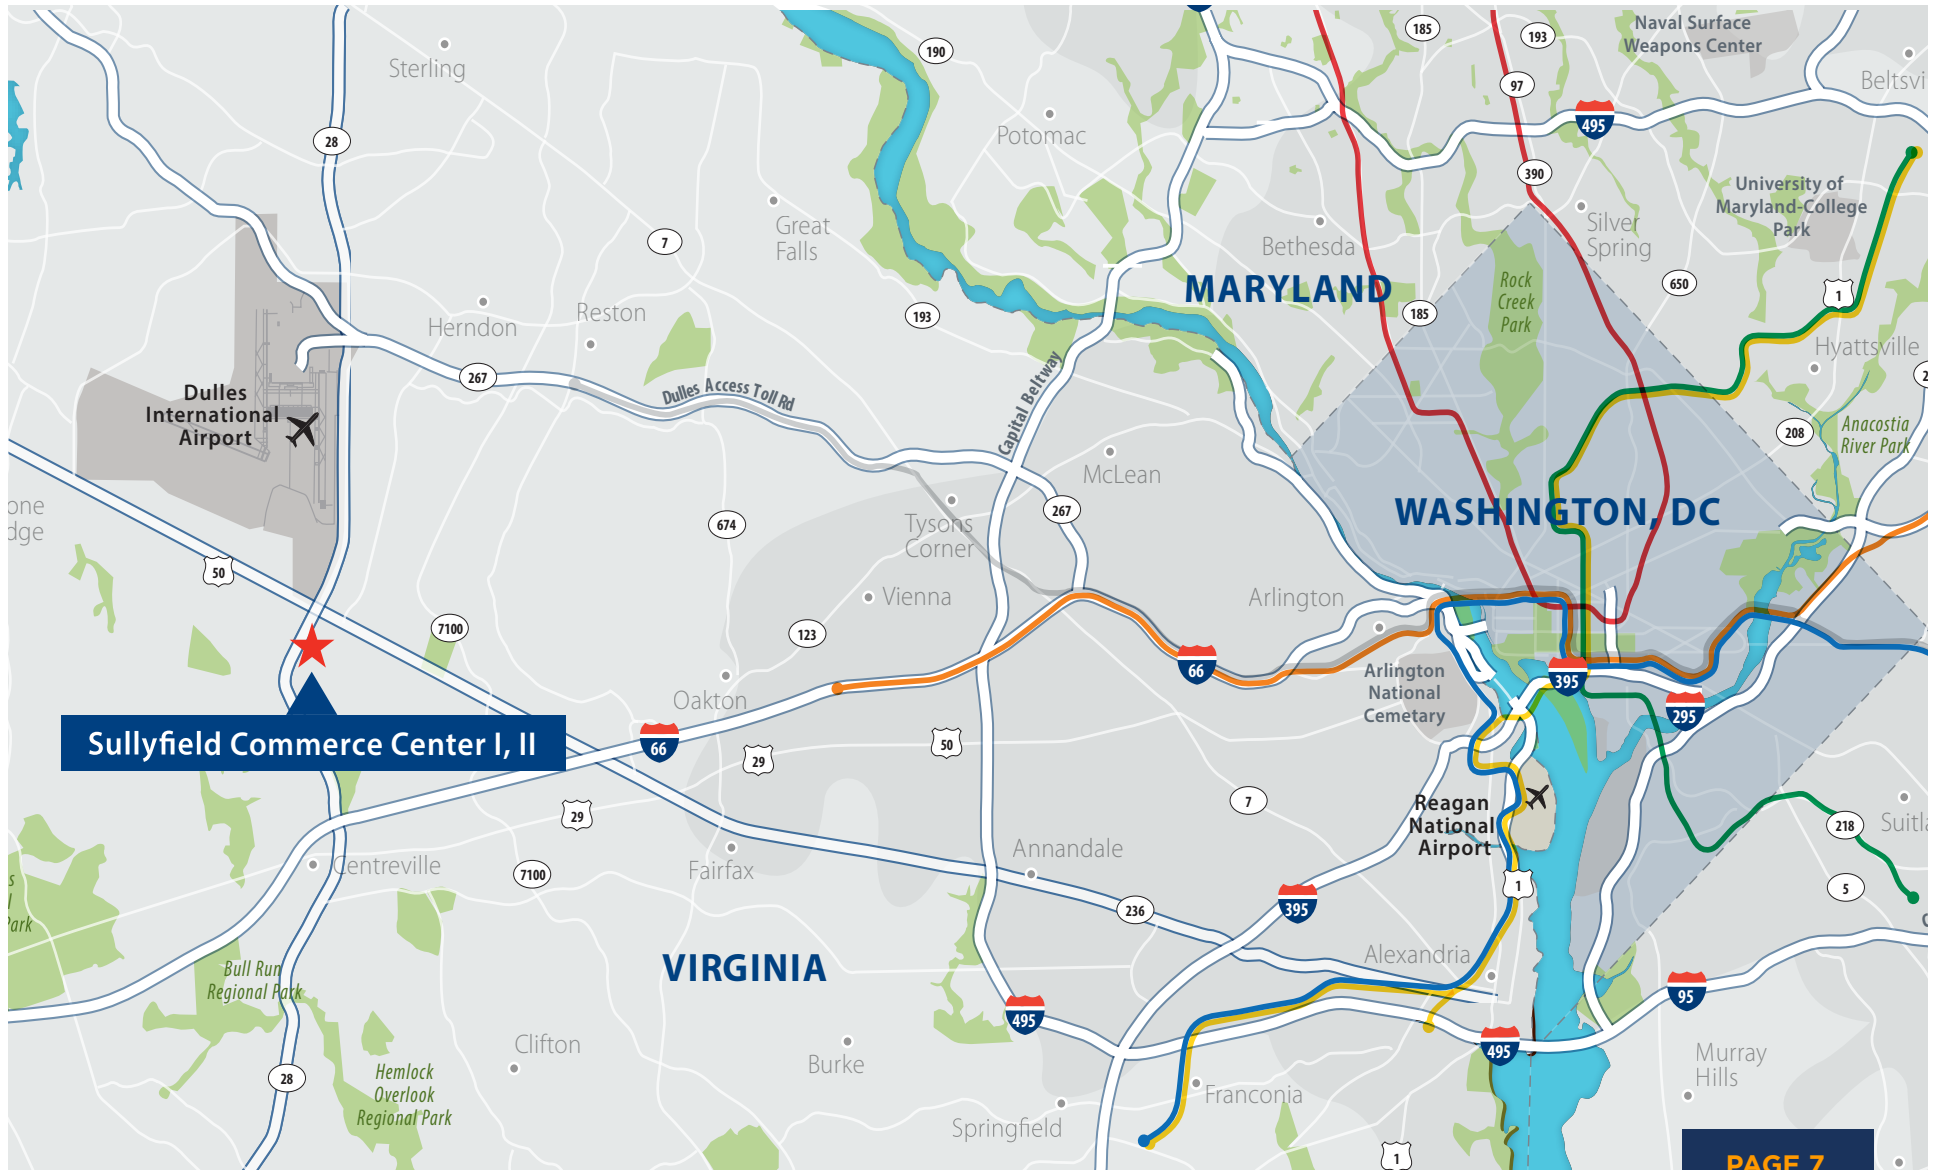 Naval Surface
Weapons Center
190
185
193
Sterling
Beltsvi
97
495
28
Potomac
390
University of
Maryland-College
Park
Great
Falls
7
Bethesda
Silver
Spring
MARYLAND
Rock
Creek
Park
650
1
Herndon
Reston
193
185
Hyattsville
267
Dulles Access Toll Rd
Capital Beltway
Dulles
International
Airport
208
Anacostia
River Park
McLean
one
dge
674
Tysons
Corner
267
WASHINGTON, DC
50
Vienna
Arlington
7100
123
66
Arlington
National
Cemetary
395
295
Oakton
Sullyfield Commerce Center I, II
66
29
50
29
7
Reagan
National
Airport
218
Suitla
Centreville
7100
Fairfax
Annandale
1
5
236
395
Park
VIRGINIA
Alexandria
Bull Run
Regional Park
95
495
495
Clifton
Burke
Murray
Hills
28
Hemlock
Overlook
Regional Park
Franconia
Springfield
1
PAGE 7